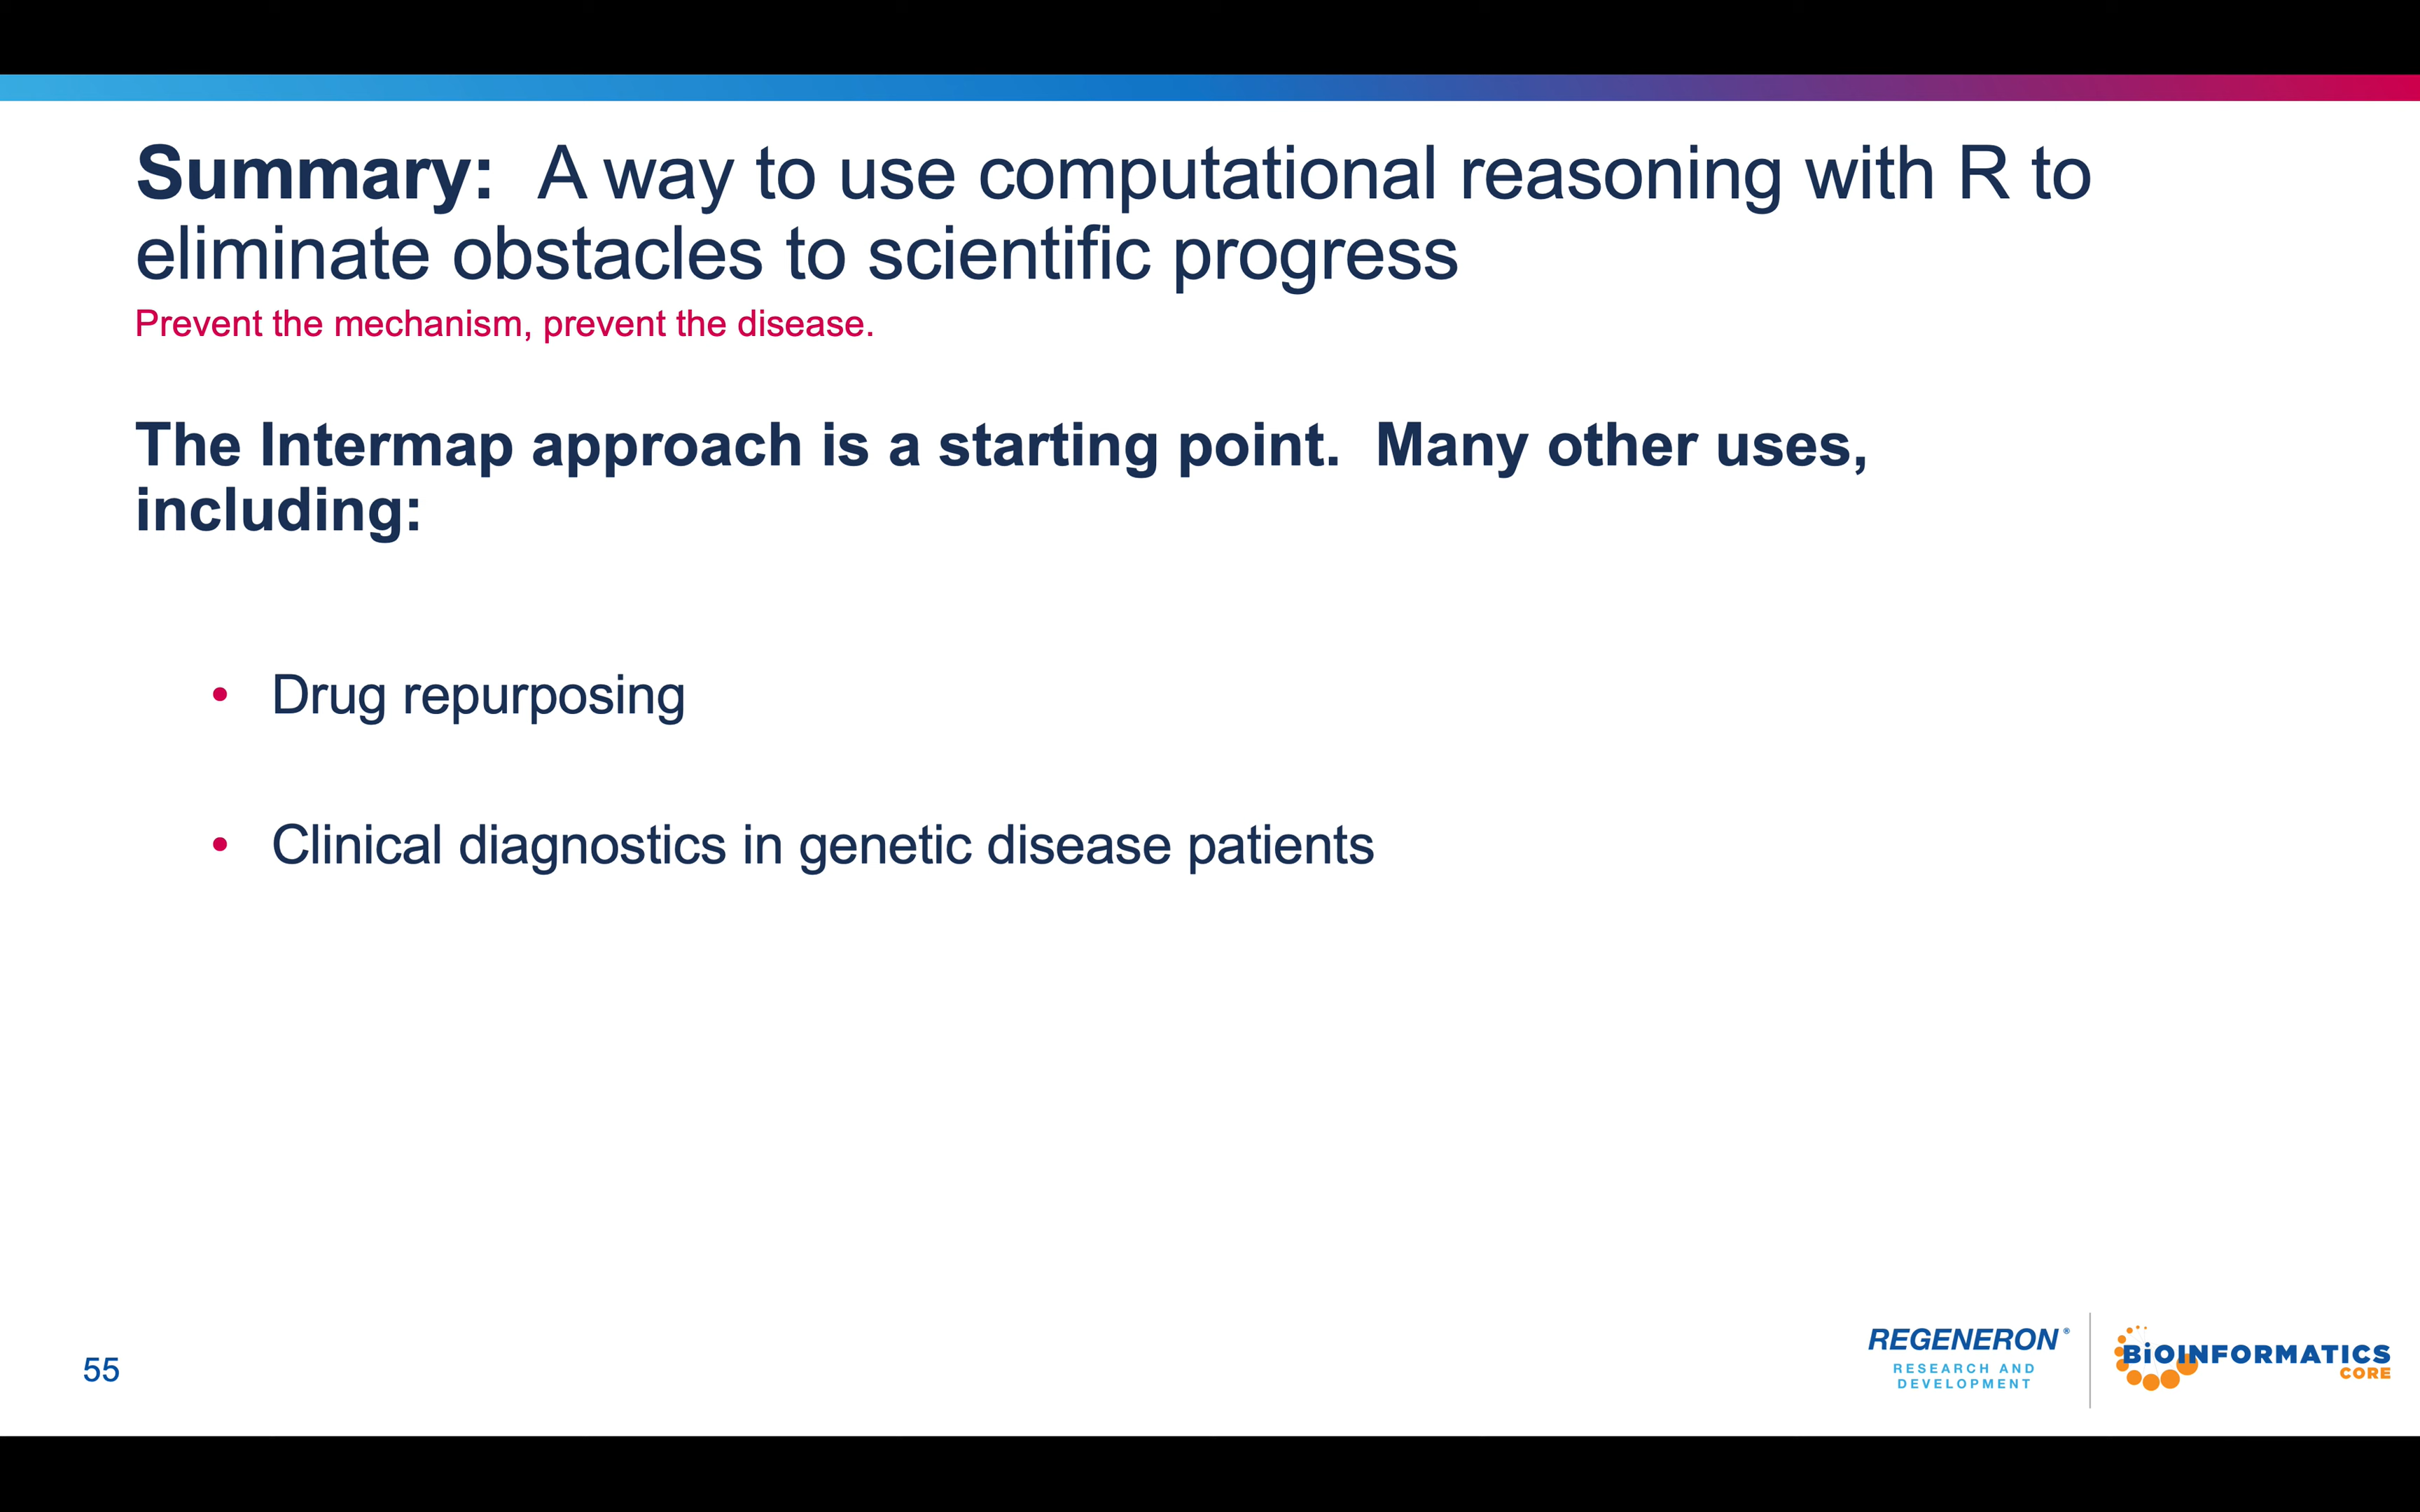 Summary:  A way to use computational reasoning with R to
eliminate obstacles to scientific progress
Prevent the mechanism, prevent the disease.
The Intermap approach is a starting point.  Many other uses,
including:
• Drug repurposing
• Clinical diagnostics in genetic disease patients
55
REGENERON®
RESEARCH AND
DEVELOPMENT
BiOINFORMATICS
CORE